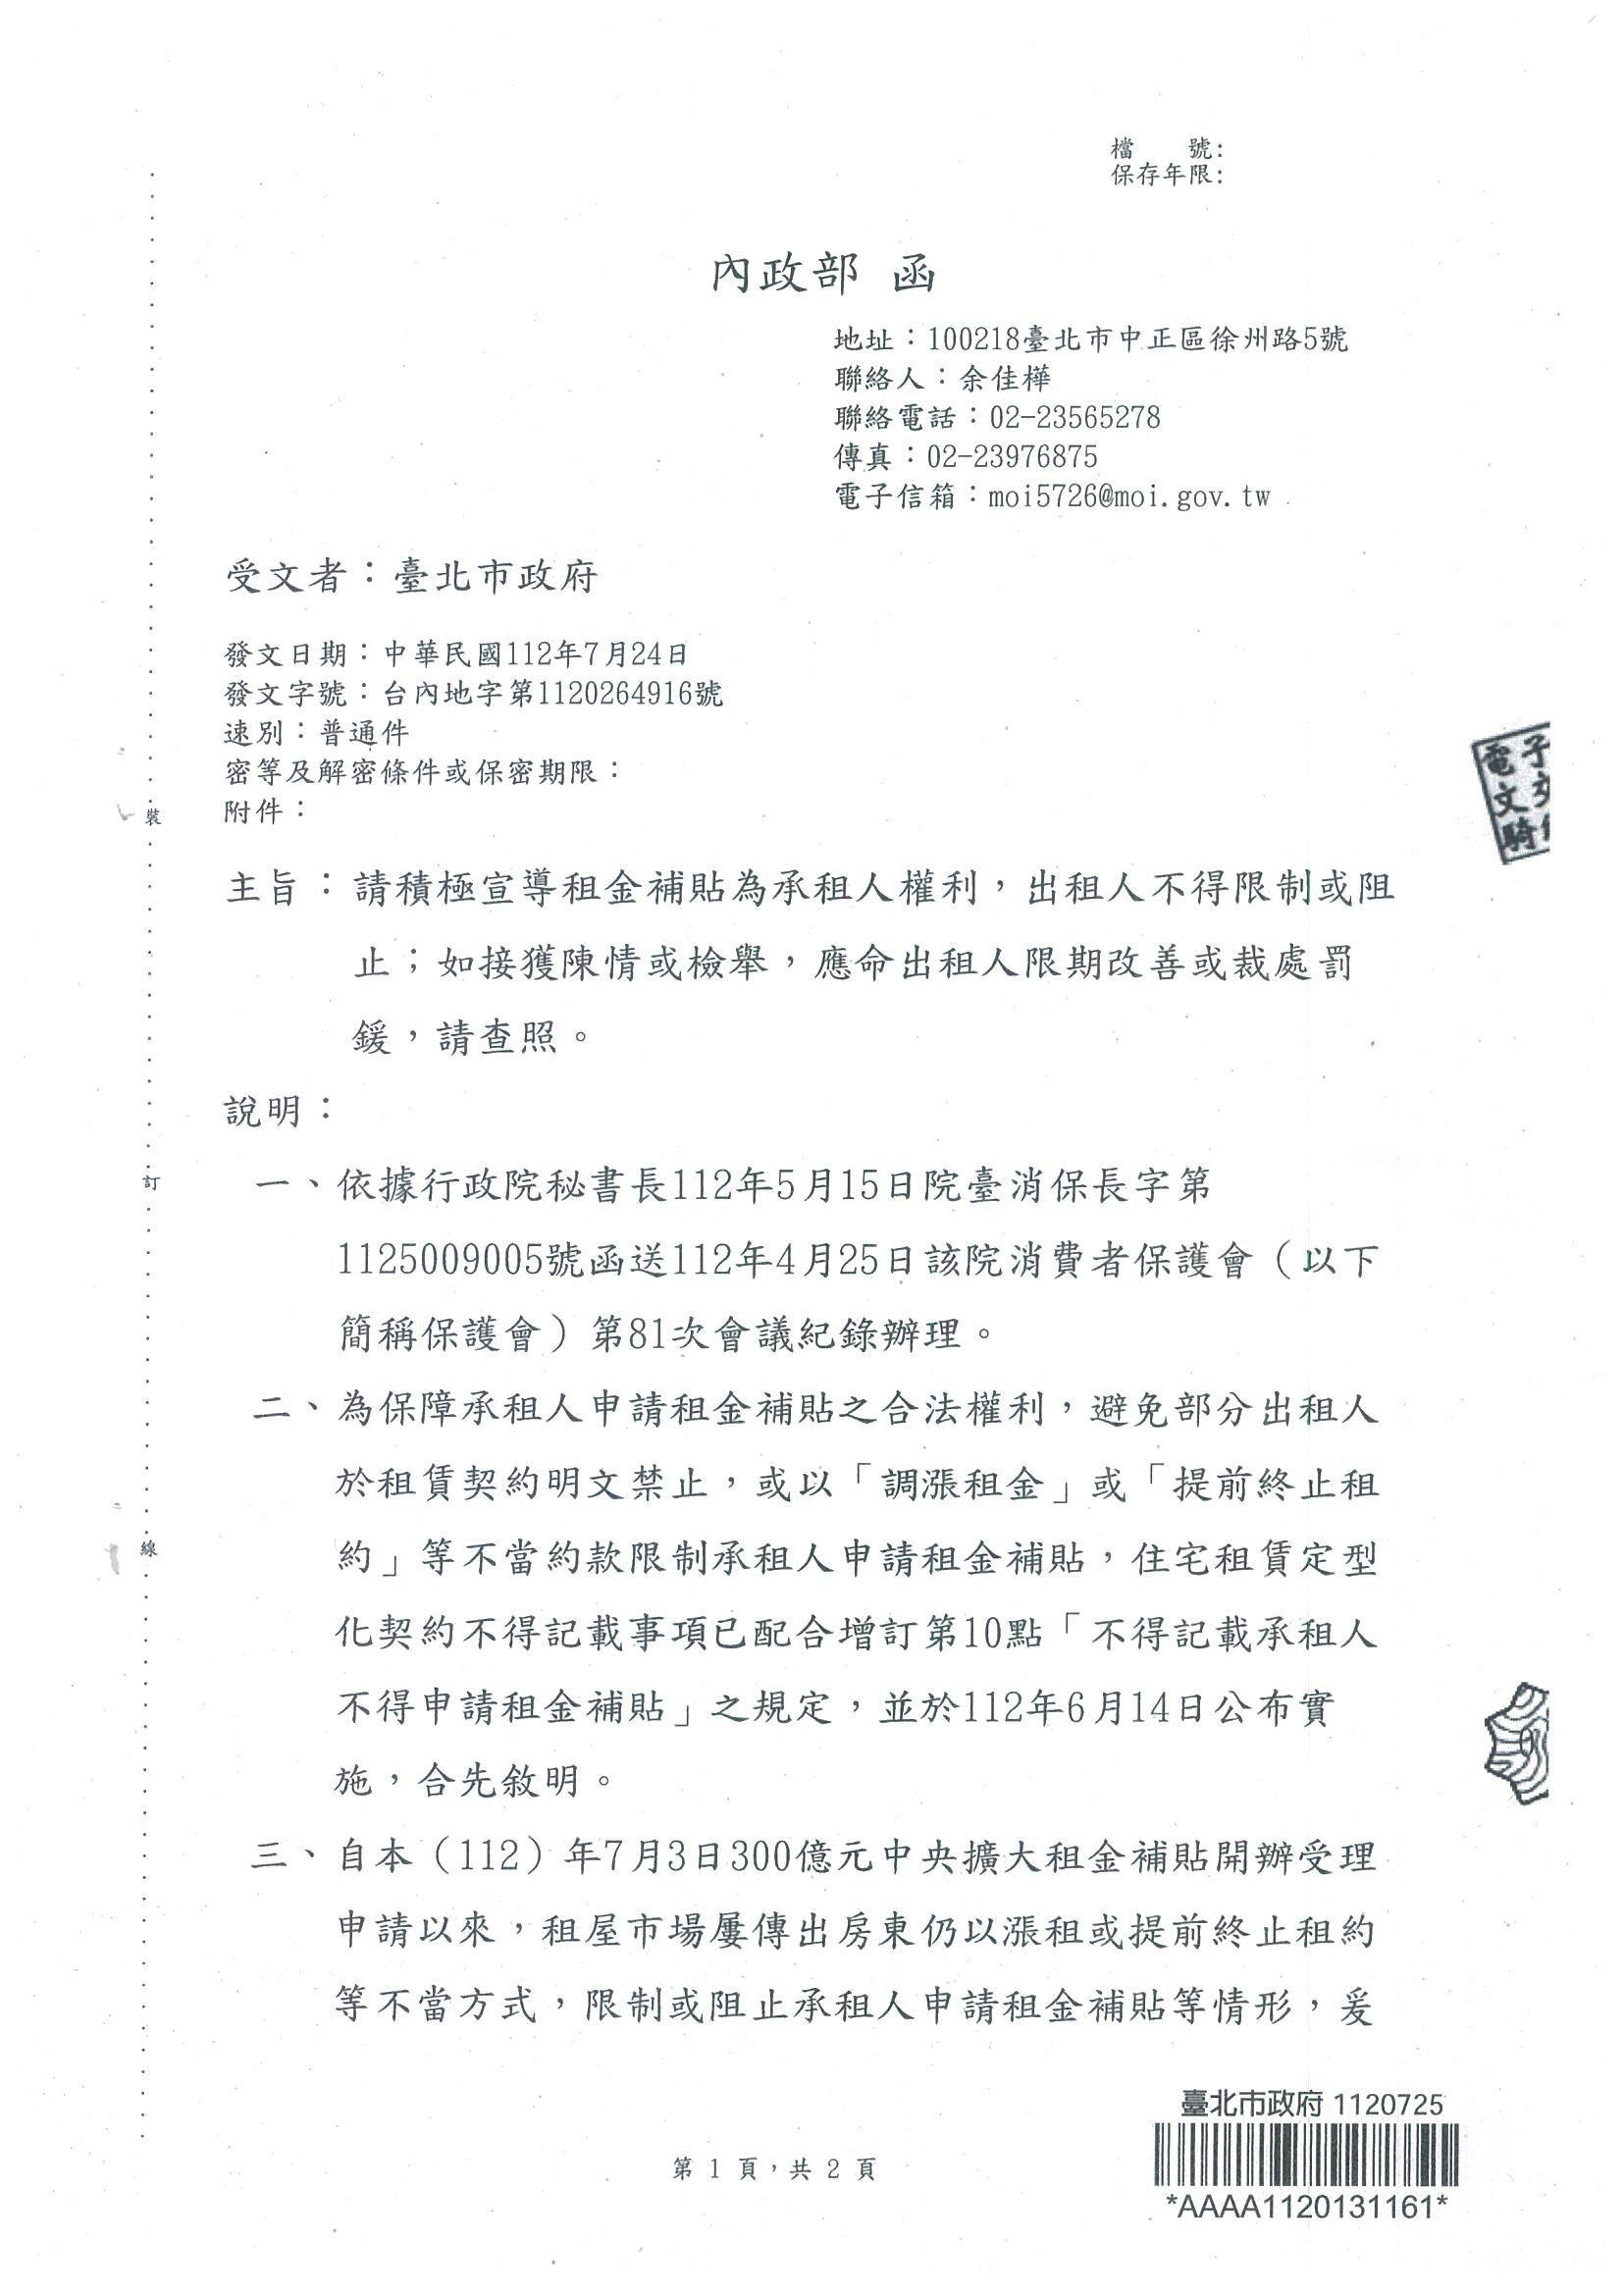 檔　　號:
保存年限:
內政部 函
地址：100218臺北市中正區徐州路5號
聯絡人：余佳樺
聯絡電話：02-23565278
傳真：02-23976875
電子信箱：moi5726@moi.gov.tw
受文者：臺北市政府
發文日期：中華民國112年7月24日
發文字號：台內地字第1120264916號
速別：普通件
密等及解密條件或保密期限：
附件：
主旨：請積極宣導租金補貼為承租人權利，出租人不得限制或阻
止；如接獲陳情或檢舉，應命出租人限期改善或裁處罰
鍰，請查照。
說明：
一、依據行政院秘書長112年5月15日院臺消保長字第
1125009005號函送112年4月25日該院消費者保護會（以下
簡稱保護會）第81次會議紀錄辦理。
二、為保障承租人申請租金補貼之合法權利，避免部分出租人
於租賃契約明文禁止，或以「調漲租金」或「提前終止租
約」等不當約款限制承租人申請租金補貼，住宅租賃定型
化契約不得記載事項已配合增訂第10點「不得記載承租人
不得申請租金補貼」之規定，並於112年6月14日公布實
施，合先敘明。
三、自本（112）年7月3日300億元中央擴大租金補貼開辦受理
申請以來，租屋市場屢傳出房東仍以漲租或提前終止租約
等不當方式，限制或阻止承租人申請租金補貼等情形，爰
裝
訂
線
電子
文交
騎
臺北市政府 1120725
*AAAA1120131161*
第 1 頁，共 2 頁